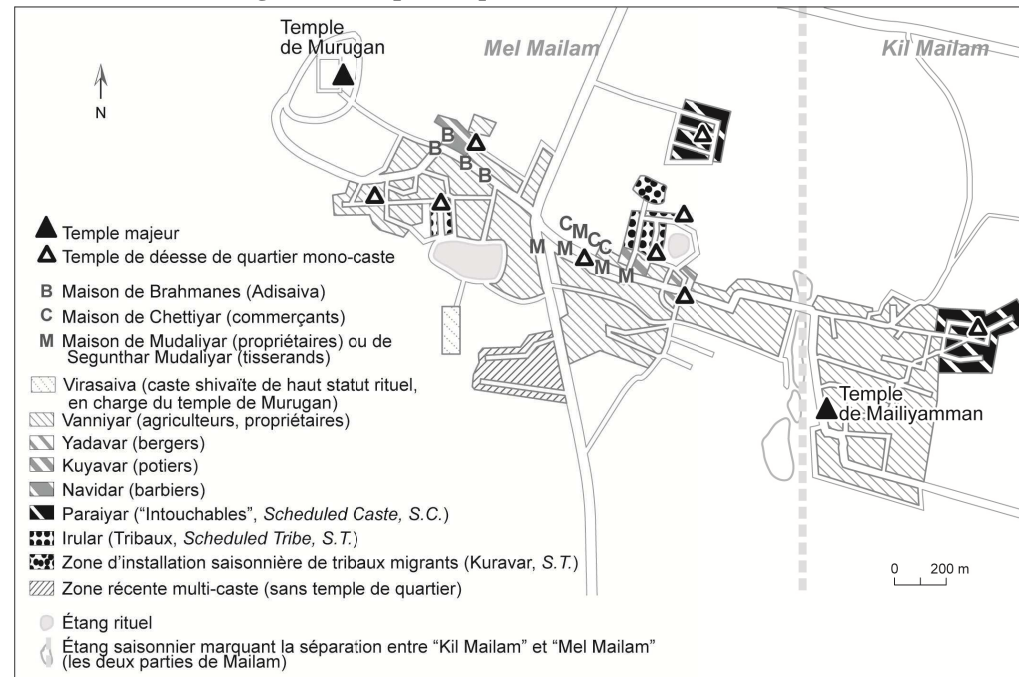 Temple
de Murugan
Mel Mailam
Kil Mailam
N
B
B
B
B
C
M
C
C
M
M
M
M
Temple
de Mailiyamman
Temple majeur
Temple de déesse de quartier mono-caste
B Maison de Brahmanes (Adisaiva)
C Maison de Chettiyar (commerçants)
M Maison de Mudaliyar (propriétaires) ou de
Segunthar Mudaliyar (tisserands)
Virasaiva (caste shivaïte de haut statut rituel,
en charge du temple de Murugan)
Vanniyar (agriculteurs, propriétaires)
Yadavar (bergers)
Kuyavar (potiers)
Navidar (barbiers)
Paraiyar (“Intouchables”, Scheduled Caste, S.C.)
Irular (Tribaux, Scheduled Tribe, S.T.)
Zone d’installation saisonnière de tribaux migrants (Kuravar, S.T.)
Zone récente multi-caste (sans temple de quartier)
Étang rituel
Étang saisonnier marquant la séparation entre “Kil Mailam” et “Mel Mailam”
(les deux parties de Mailam)
0 200 m